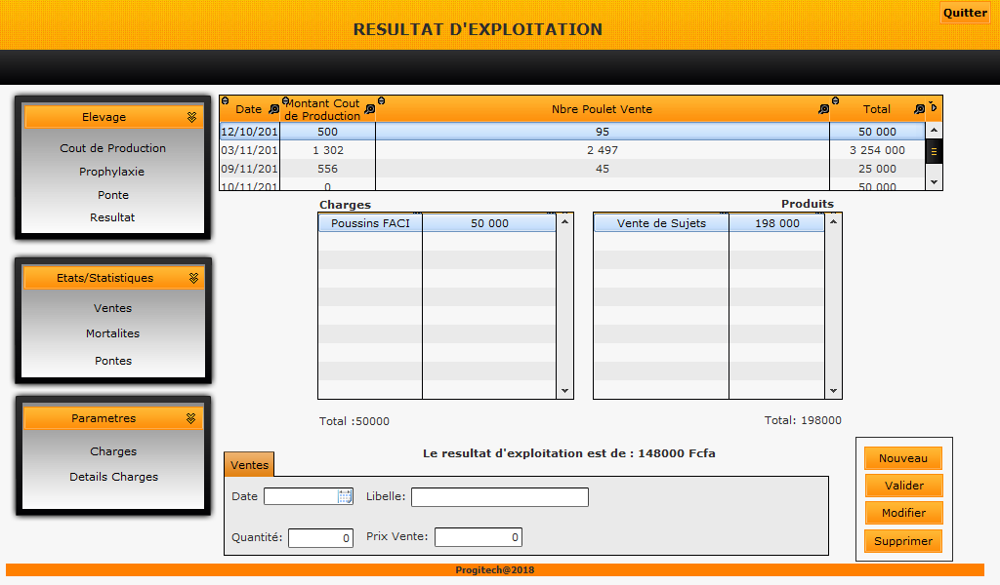 Quitter
RESULTAT D'EXPLOITATION
Elevage
Cout de Production
Prophylaxie
Ponte
Resultat
Etats/Statistiques
Ventes
Mortalites
Pontes
Parametres
Charges
Details Charges
Date Montant Cout de Production Nbre Poulet Vente Total
12/10/201 500 95 50 000
03/11/201 1 302 2 497 3 254 000
09/11/201 556 45 25 000
10/11/201 0 50 000
Charges
Poussins FACI 50 000
Total :50000
Produits
Vente de Sujets 198 000
Total: 198000
Le resultat d'exploitation est de : 148000 Fcfa
Ventes
Date Libelle:
Quantité: 0 Prix Vente: 0
Nouveau
Valider
Modifier
Supprimer
Progitech@2018